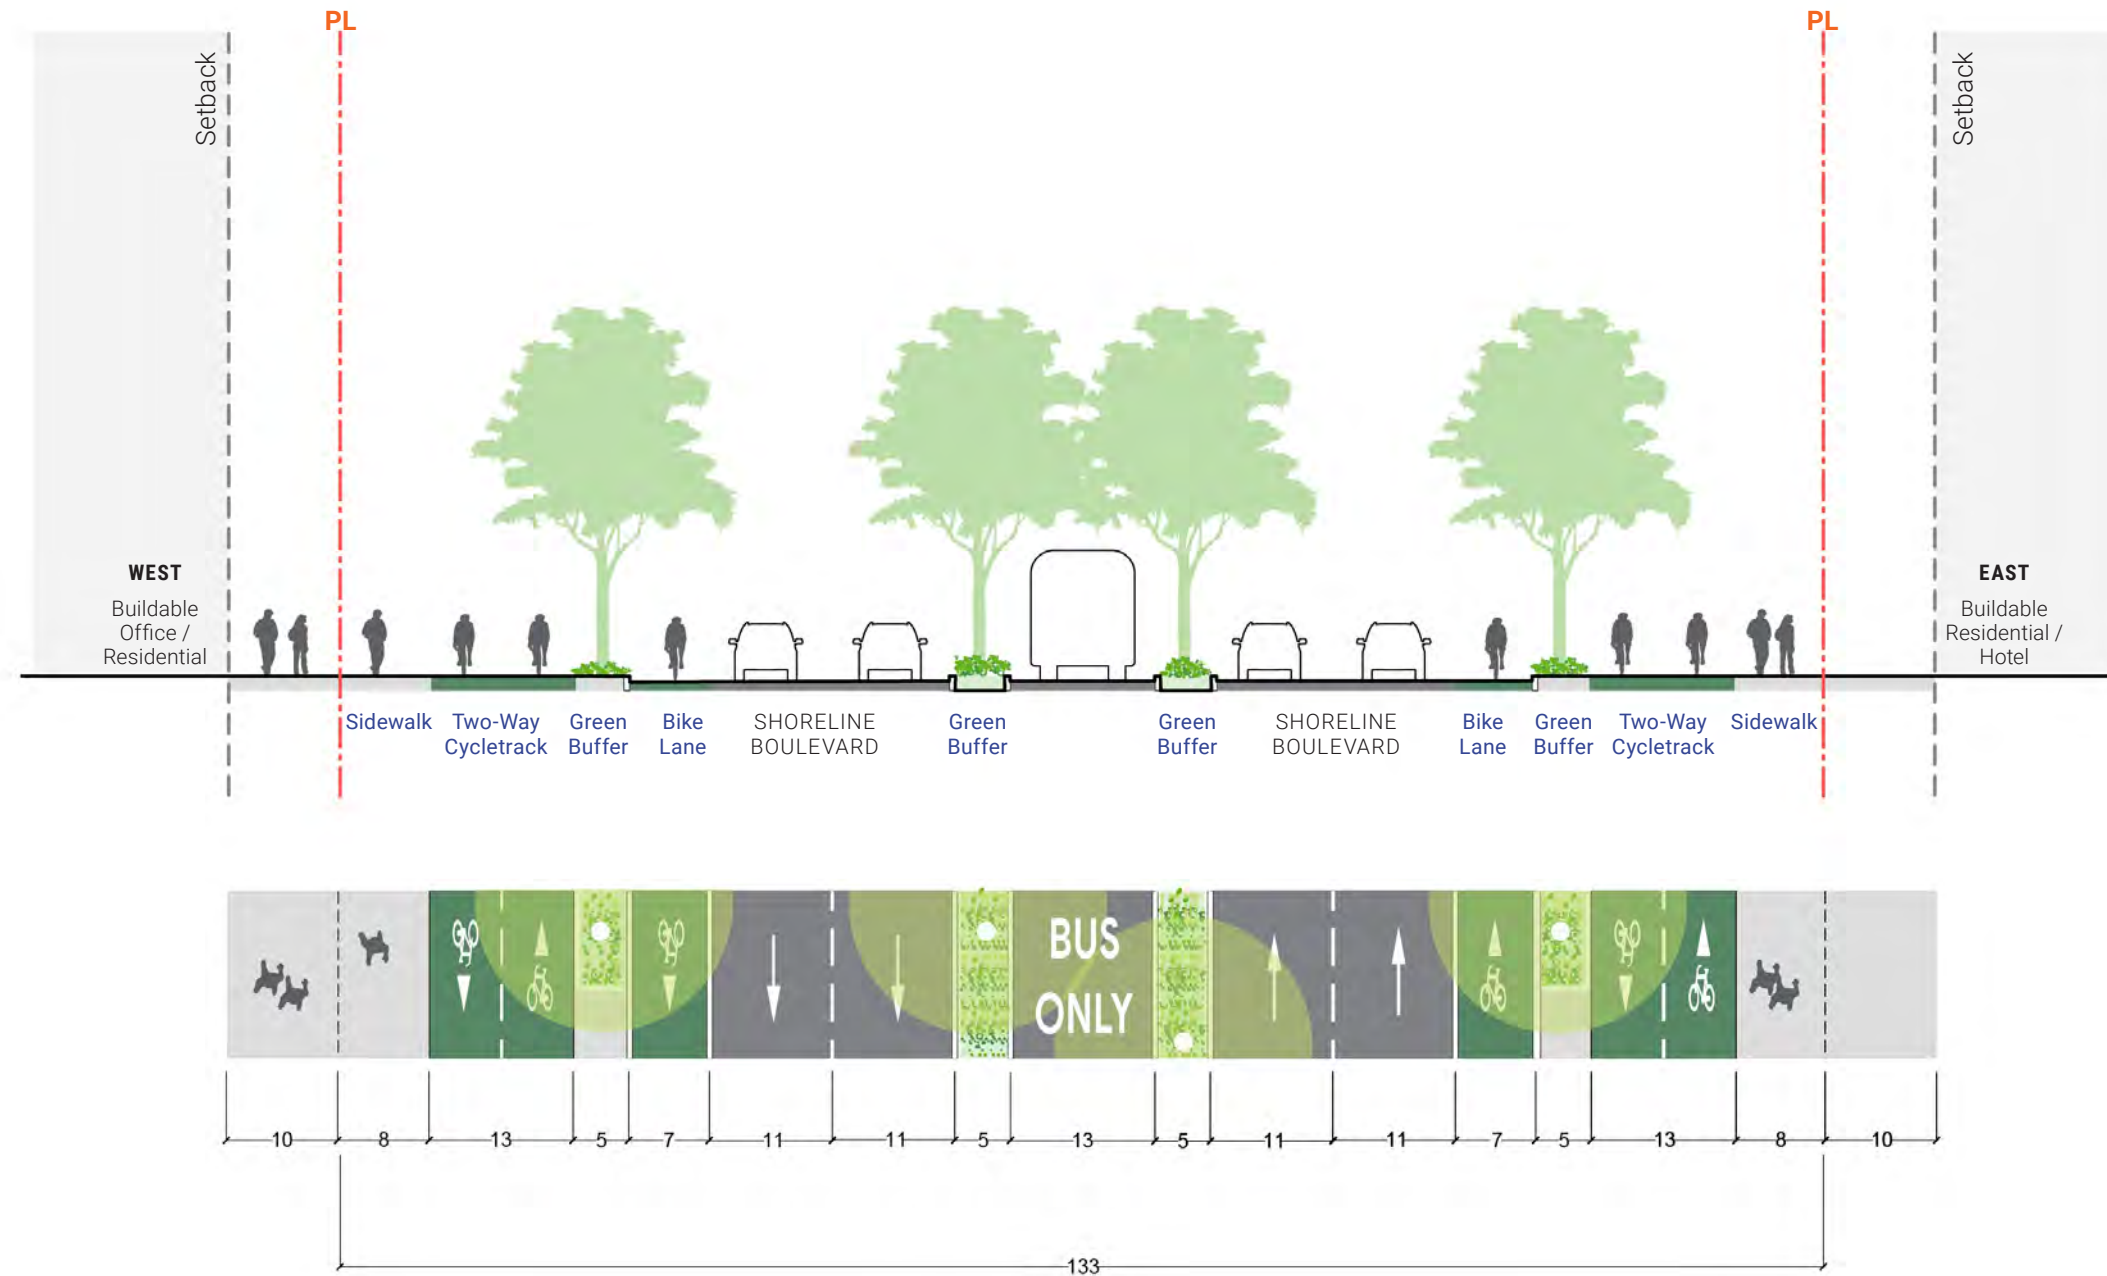 PL
PL
Setback
Setback
WEST
Buildable
Office /
Residential
EAST
Buildable
Residential /
Hotel
Sidewalk
Two-Way
Cycletrack
Green
Buffer
Bike
Lane
SHORELINE
BOULEVARD
Green
Buffer
Green
Buffer
SHORELINE
BOULEVARD
Bike
Lane
Green
Buffer
Two-Way
Cycletrack
Sidewalk
BUS
ONLY
10 8 13 5 7 11 11 5 13 5 11 11 7 5 13 8 10
133